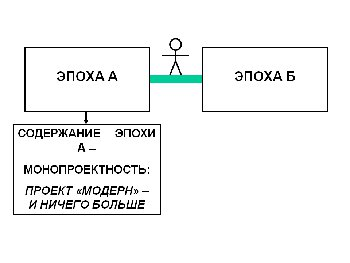 ЭПОХА А
ЭПОХА Б
СОДЕРЖАНИЕ ЭПОХИ
А –
МОНОПРОЕКТНОСТЬ:
ПРОЕКТ «МОДЕРН» –
И НИЧЕГО БОЛЬШЕ